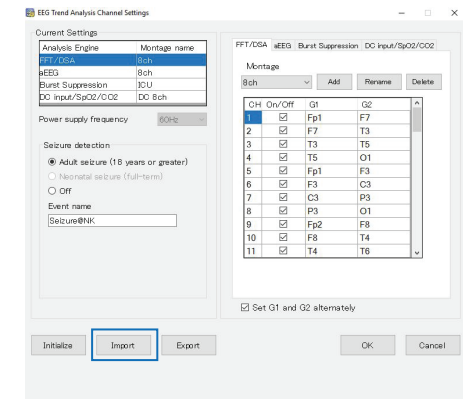 EEG Trend Analysis Channel Settings
Current Settings
Analysis Engine Montage name
FFT/DSA 8ch
aEEG 8ch
Burst Suppression ICU
DC input/SpO2/CO2 DC 8ch
Power supply frequency 60Hz
Seizure detection
Adult seizure (18 years or greater)
Neonatal seizure (full-term)
Off
Event name
Seizure@NK
FFT/DSA aEEG Burst Suppression DC input/SpO2/CO2
Montage
8ch Add Rename Delete
CH On/Off G1 G2
1 Fp1 F7
2 F7 T3
3 T3 T5
4 T5 O1
5 Fp1 F3
6 F3 C3
7 C3 P3
8 P3 O1
9 Fp2 F8
10 F8 T4
11 T4 T6
Set G1 and G2 alternately
Initialize Import Export OK Cancel